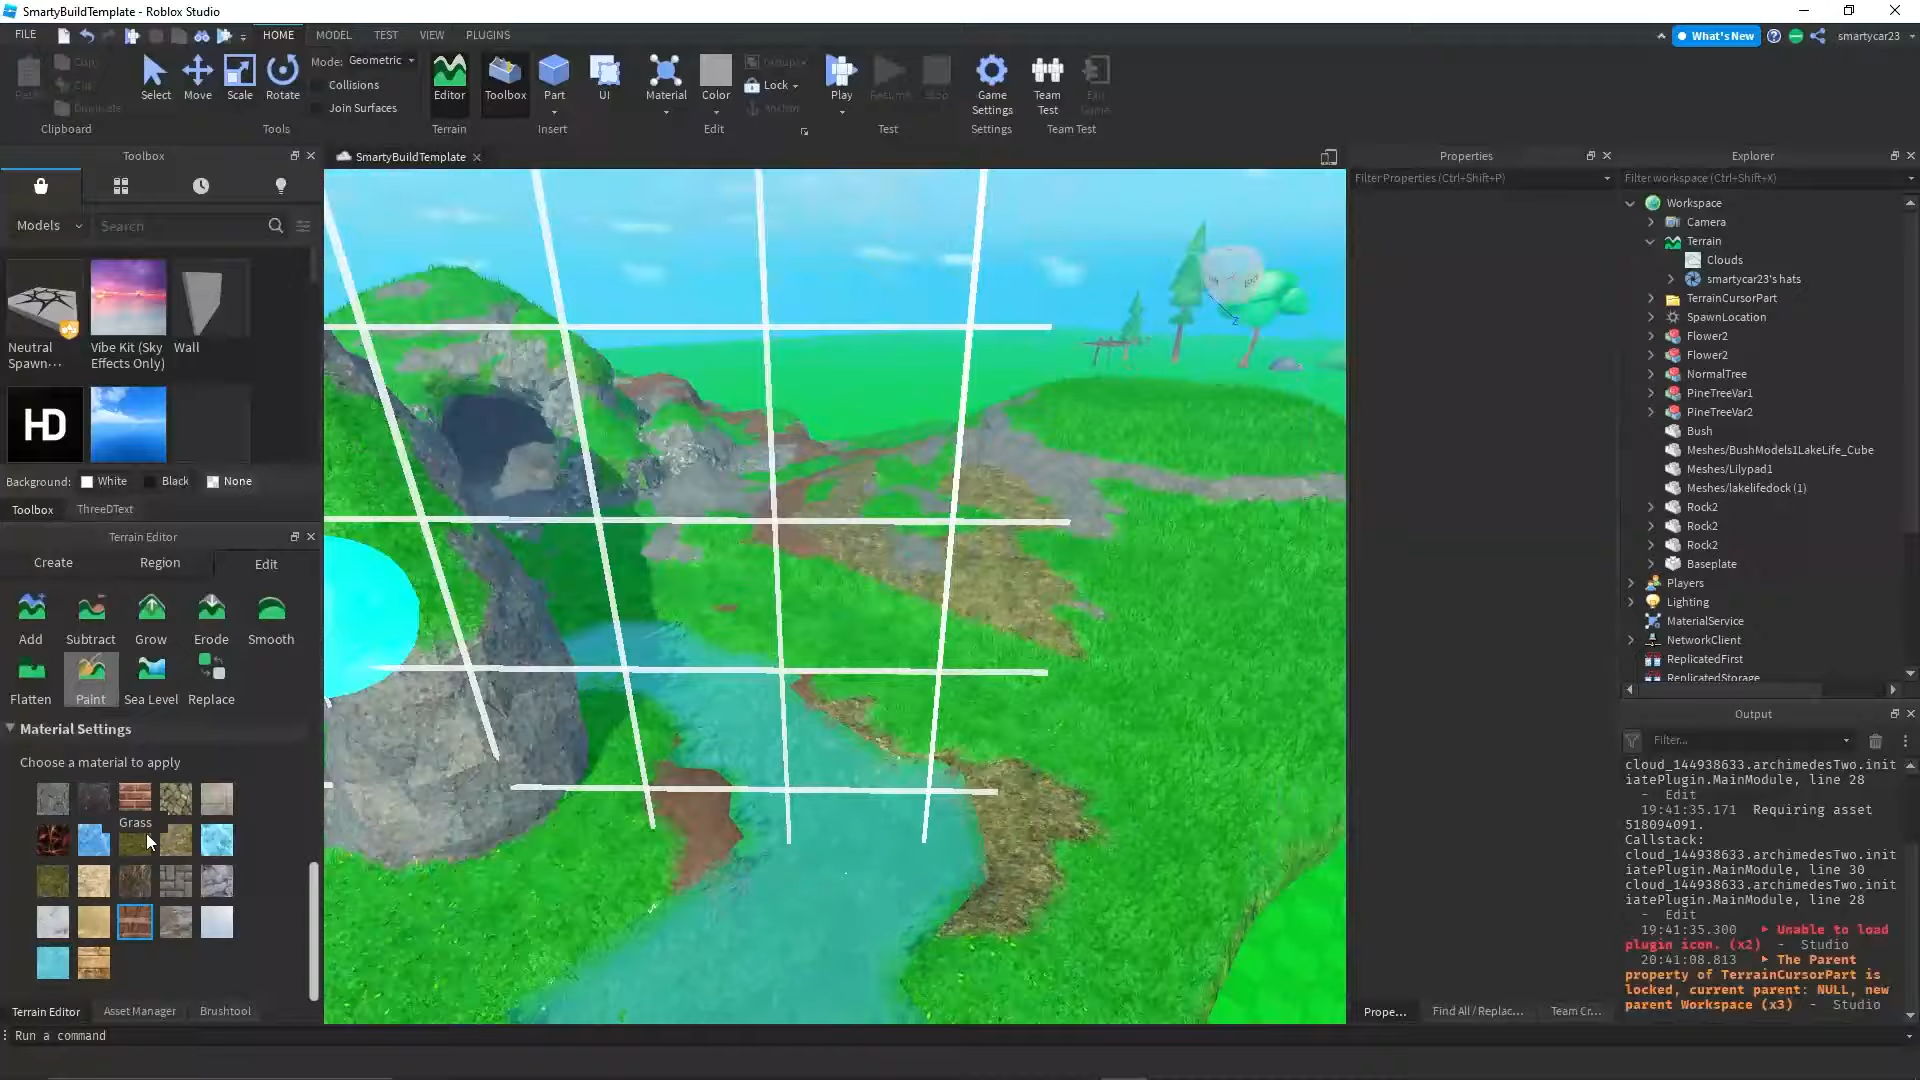 SmartyBuildTemplate - Roblox Studio
FILE
HOME
MODEL
TEST
VIEW
PLUGINS
What's New
smartycar23
Select
Move
Scale
Rotate
Mode: Geometric
Collisions
Join Surfaces
Editor
Toolbox
Part
UI
Material
Color
Lock
Play
Game Settings
Team Test
Clipboard
Tools
Terrain
Insert
Edit
Test
Settings
Team Test
Toolbox
SmartyBuildTemplate
Properties
Explorer
Filter Properties (Ctrl+Shift+P)
Filter workspace (Ctrl+Shift+X)
Models
Search
Neutral Spawn...
Vibe Kit (Sky Effects Only)
Wall
HD
Background:
White
Black
None
Toolbox
ThreeDText
Terrain Editor
Create
Region
Edit
Add
Subtract
Grow
Erode
Smooth
Flatten
Paint
Sea Level
Replace
Material Settings
Choose a material to apply
Grass
Terrain Editor
Asset Manager
Brushtool
Run a command
Workspace
Camera
Terrain
Clouds
smartycar23's hats
TerrainCursorPart
SpawnLocation
Flower2
Flower2
NormalTree
PineTreeVar1
PineTreeVar2
Bush
Meshes/BushModels1LakeLife_Cube
Meshes/Lilypad1
Meshes/lakelifedock (1)
Rock2
Rock2
Rock2
Baseplate
Players
Lighting
MaterialService
NetworkClient
ReplicatedFirst
ReplicatedStorage
Output
Filter...
cloud_144938633.archimedesTwo.init
iatePlugin.MainModule, line 28
- Edit
19:41:35.171 Requiring asset
518094091.
Callstack:
cloud_144938633.archimedesTwo.init
iatePlugin.MainModule, line 30
cloud_144938633.archimedesTwo.init
iatePlugin.MainModule, line 28
- Edit
19:41:35.300 Unable to load
plugin icon. (x2) - Studio
20:41:08.813 The Parent
property of TerrainCursorPart is
locked, current parent: NULL, new
parent Workspace (x3) - Studio
Prope...
Find All / Replac...
Team Cr...